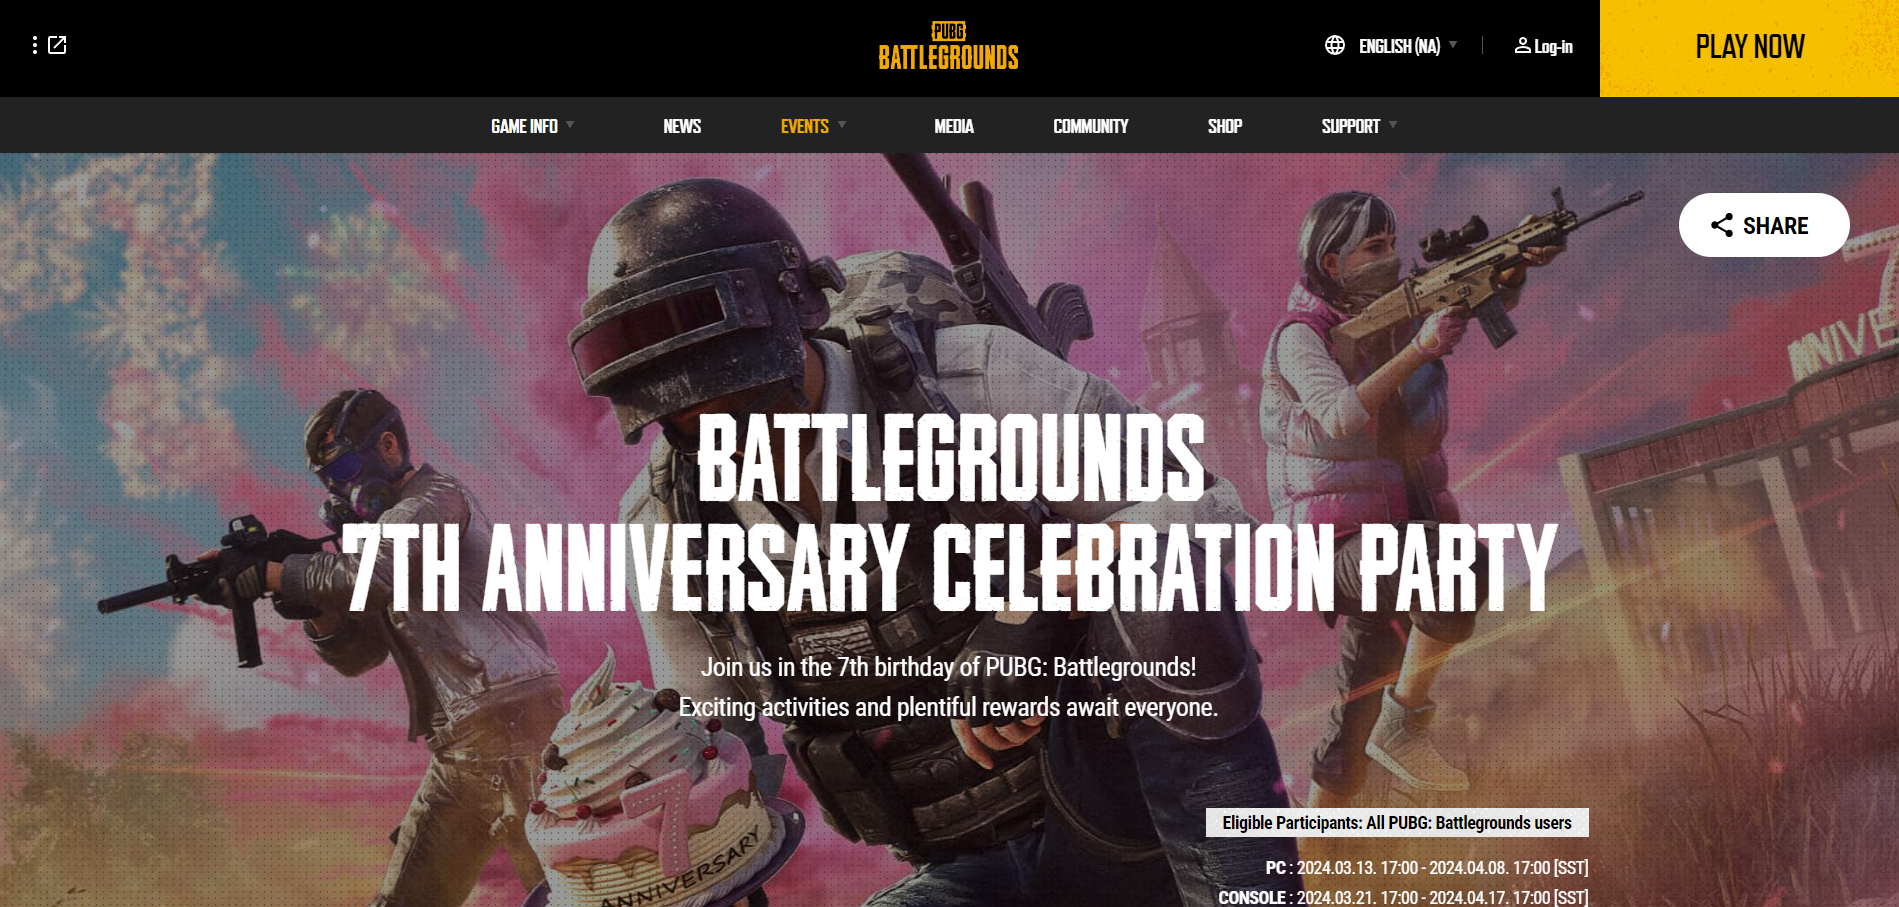 PUBG
BATTLEGROUNDS
ENGLISH (NA)
Log-in
PLAY NOW
GAME INFO
NEWS
EVENTS
MEDIA
COMMUNITY
SHOP
SUPPORT
SHARE
BATTLEGROUNDS
7TH ANNIVERSARY CELEBRATION PARTY
Join us in the 7th birthday of PUBG: Battlegrounds!
Exciting activities and plentiful rewards await everyone.
7
ANNIVERSARY
Eligible Participants: All PUBG: Battlegrounds users
PC : 2024.03.13. 17:00 - 2024.04.08. 17:00 [SST]
CONSOLE : 2024.03.21. 17:00 - 2024.04.17. 17:00 [SST]